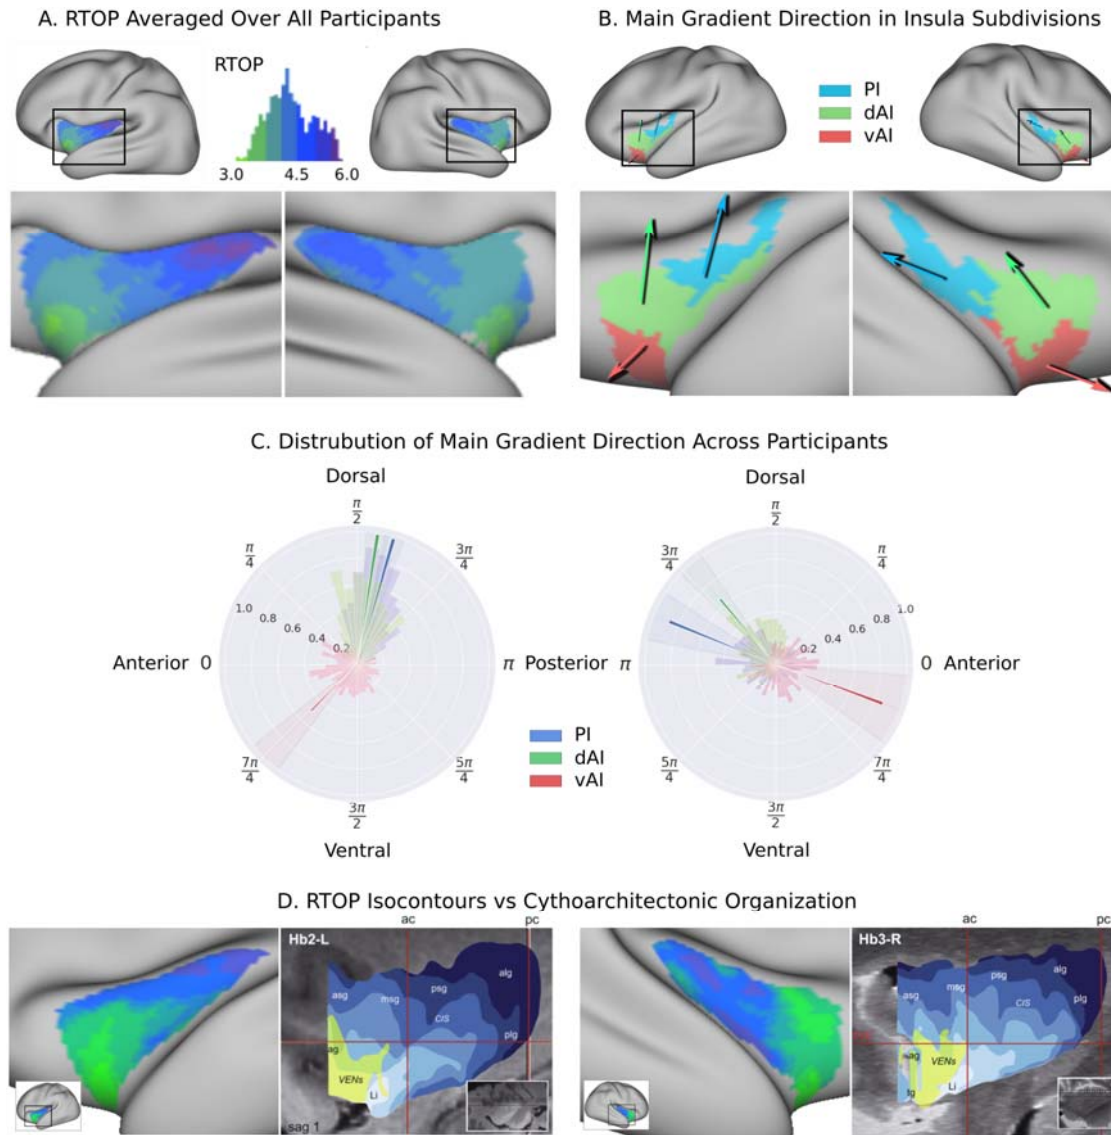 A. RTOP Averaged Over All Participants
RTOP
3.0 4.5 6.0
B. Main Gradient Direction in Insula Subdivisions
PI
dAI
vAI
C. Distrubution of Main Gradient Direction Across Participants
Dorsal
π/2
π/4
3π/4
1.0
0.8
0.6
0.4
0.2
Anterior 0
π Posterior
7π/4
5π/4
3π/2
Ventral
PI
dAI
vAI
Dorsal
π/2
3π/4
π/4
1.0
0.8
0.6
0.4
0.2
π
0 Anterior
5π/4
7π/4
3π/2
Ventral
D. RTOP Isocontours vs Cythoarchitectonic Organization
ac
pc
Hb2-L
alg
psg
asg
msg
CIS
plg
ag
VENs
Li
sag 1
ac
pc
Hb3-R
alg
psg
asg
msg
CIS
plg
ag
VENs
Li